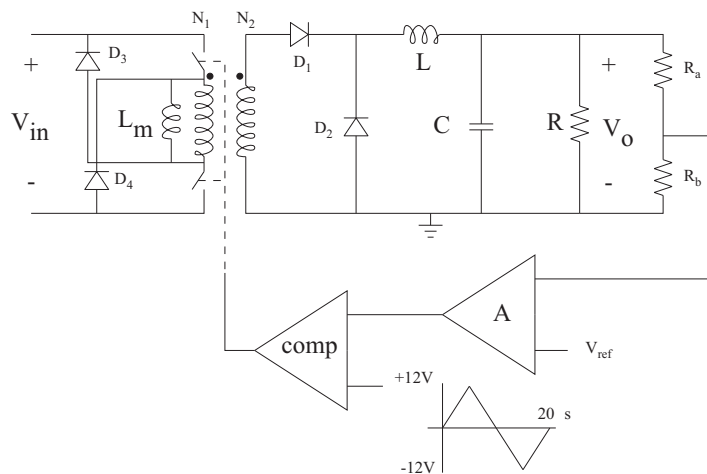 N1 N2
+ D3 D1 L + Ra
Vin Lm D2 C R Vo
- D4 - Rb
A
comp Vref
+12V
20 s
-12V